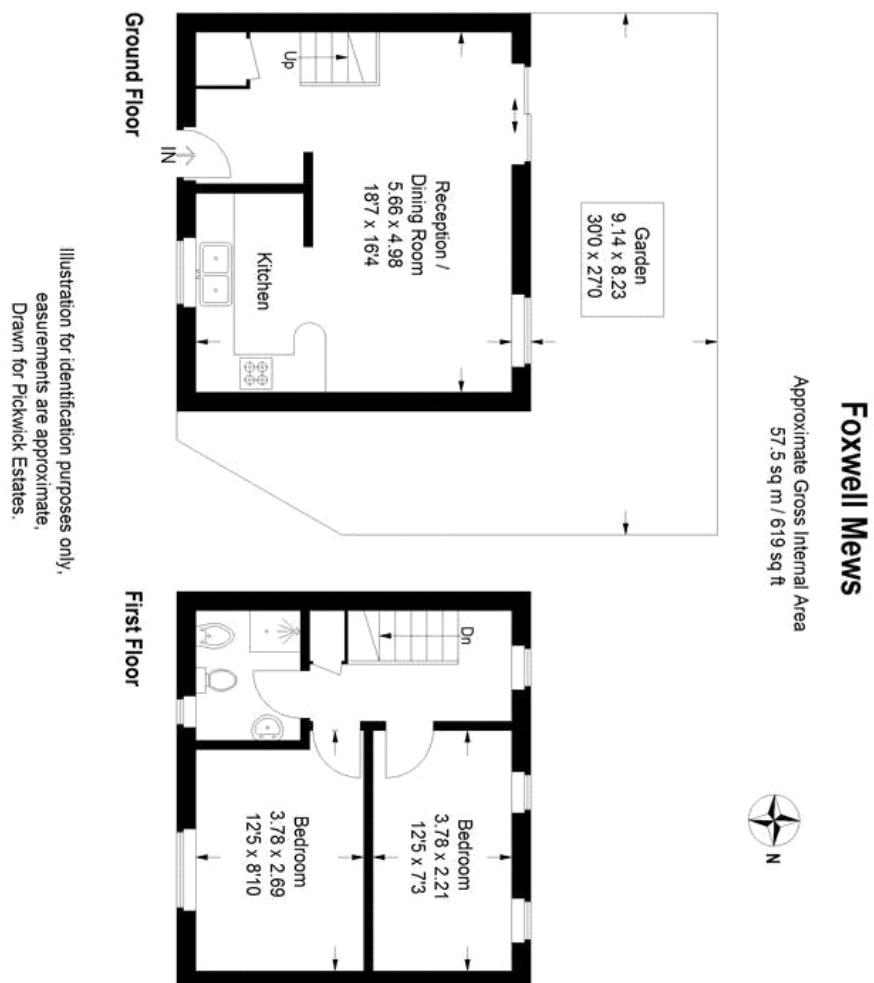 Foxwell Mews
Approximate Gross Internal Area
57.5 sq m / 619 sq ft
N
Garden
9.14 x 8.23
30'0 x 27'0
Reception /
Dining Room
5.66 x 4.98
18'7 x 16'4
Up
Kitchen
IN
Ground Floor
Dn
Bedroom
3.78 x 2.21
12'5 x 7'3
Bedroom
3.78 x 2.69
12'5 x 8'10
First Floor
Illustration for identification purposes only,
easurements are approximate,
Drawn for Pickwick Estates.